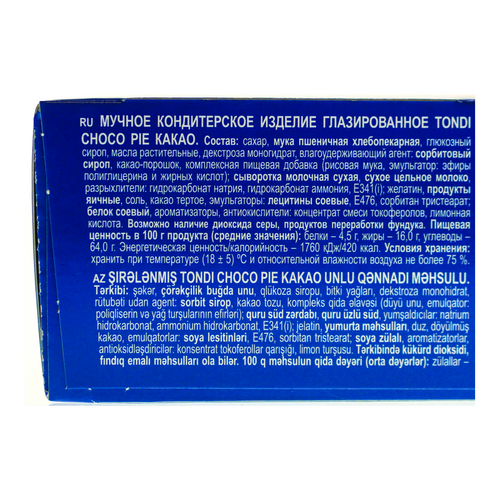 RU МУЧНОЕ КОНДИТЕРСКОЕ ИЗДЕЛИЕ ГЛАЗИРОВАННОЕ TONDI
CHOCO PIE КАКАО. Состав: сахар, мука пшеничная хлебопекарная, глюкозный
сироп, масла растительные, декстроза моногидрат, влагоудерживающий агент: сорбитовый
сироп, какао-порошок, комплексная пищевая добавка (рисовая мука, эмульгатор: эфиры
полиглицерина и жирных кислот); сыворотка молочная сухая, сухое цельное молоко,
разрыхлители: гидрокарбонат натрия, гидрокарбонат аммония, Е341(i); желатин, продукты
яичные, соль, какао тертое, эмульгаторы: лецитины соевые, Е476, сорбитан тристеарат;
белок соевый, ароматизаторы, антиокислители: концентрат смеси токоферолов, лимонная
кислота. Возможно наличие диоксида серы, продуктов переработки фундука. Пищевая
ценность в 100 г продукта (средние значения): белки – 4,5 г, жиры – 16,0 г, углеводы –
64,0 г. Энергетическая ценность/калорийность – 1760 кДж/420 ккал. Условия хранения:
хранить при температуре (18 ± 5) °С и относительной влажности воздуха не более 75 %.
AZ ŞİRƏLƏNMİŞ TONDI CHOCO PIE KAKAO UNLU QƏNNADI MƏHSULU.
Tərkibi: şəkər, çörəkçilik buğda unu, qlükoza siropu, bitki yağları, dekstroza monohidrat,
rütubəti udan agent: sorbit sirop, kakao tozu, kompleks qida əlavəsi (düyü unu, emulqator:
poliqliserin və yağ turşularının efirləri); quru süd zərdabı, quru üzlü süd, yumşaldıcılar: natrium
hidrokarbonat, ammonium hidrokarbonat, E341(i); jelatin, yumurta məhsulları, duz, döyülmüş
kakao, emulqatorlar: soya lesitinləri, E476, sorbitan tristearat; soya zülalı, aromatizatorlar,
antioksidləşdiricilər: konsentrat tokoferollar qarışığı, limon turşusu. Tərkibində kükürd dioksidi,
fındıq emalı məhsulları ola bilər. 100 q məhsulun qida dəyəri (orta dəyərlər): zülallar –